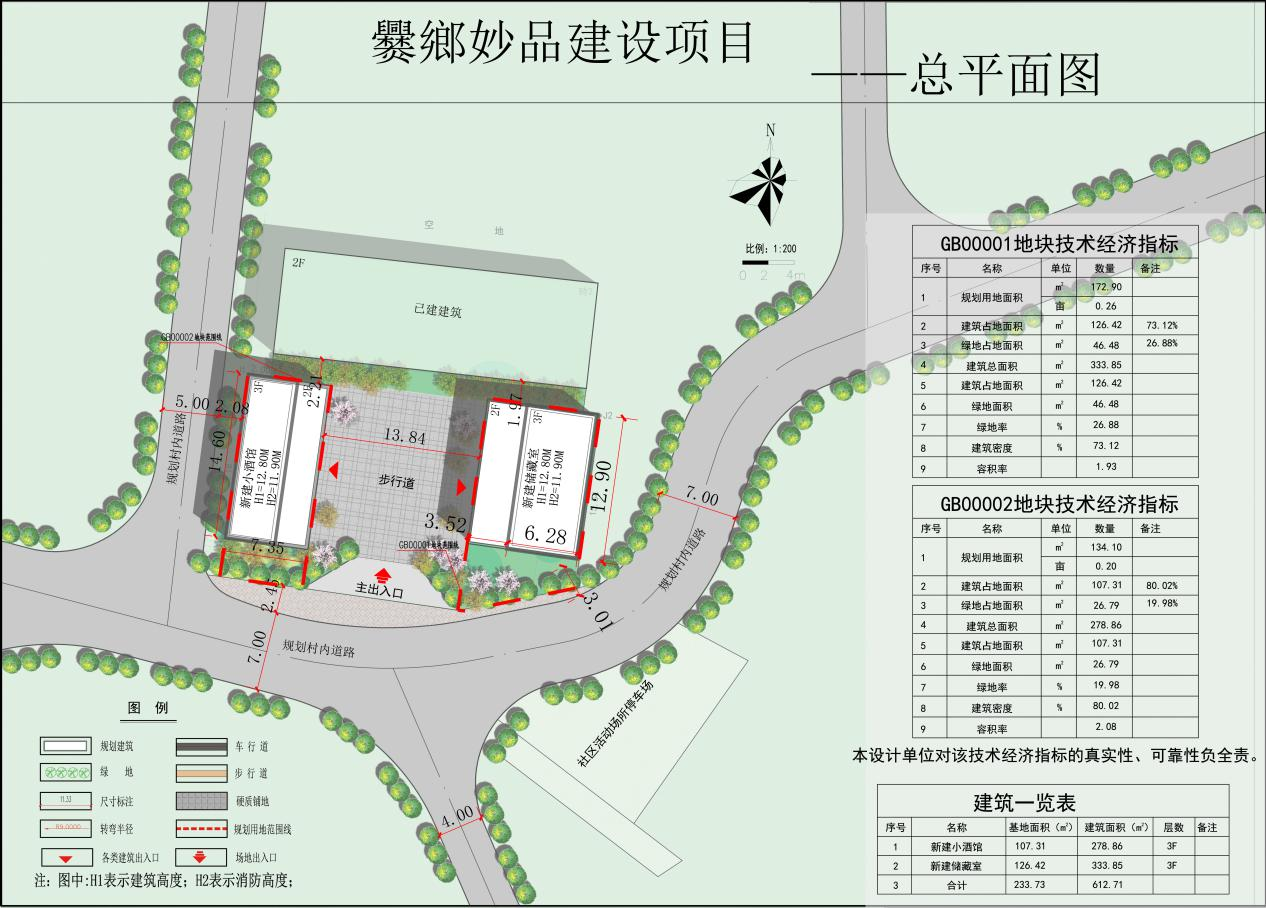 爨鄉妙品建设项目
——总平面图
N
比例: 1:200
0 2 4m
空 地
2F
已建建筑
GB00002地块范围线
3F
2F
2.21
5.00
2.08
14.60
新建小酒馆
H1=12.80M
H2=11.90M
7.35
2.45
13.84
步行道
3.52
GB00001地块范围线
主出入口
2F
1.97
3F
J2
新建储藏室
H1=12.80M
H2=11.90M
12.90
6.28
3.01
7.00
规划村内道路
规划村内道路
7.00
规划村内道路
4.00
社区活动场所停车场
GB00001地块技术经济指标
序号 名称 单位 数量 备注
1 规划用地面积 ㎡ 172.90
亩 0.26
2 建筑占地面积 ㎡ 126.42 73.12%
3 绿地占地面积 ㎡ 46.48 26.88%
4 建筑总面积 ㎡ 333.85
5 建筑占地面积 ㎡ 126.42
6 绿地面积 ㎡ 46.48
7 绿地率 % 26.88
8 建筑密度 % 73.12
9 容积率 1.93
GB00002地块技术经济指标
序号 名称 单位 数量 备注
1 规划用地面积 ㎡ 134.10
亩 0.20
2 建筑占地面积 ㎡ 107.31 80.02%
3 绿地占地面积 ㎡ 26.79 19.98%
4 建筑总面积 ㎡ 278.86
5 建筑占地面积 ㎡ 107.31
6 绿地面积 ㎡ 26.79
7 绿地率 % 19.98
8 建筑密度 % 80.02
9 容积率 2.08
本设计单位对该技术经济指标的真实性、可靠性负全责。
建筑一览表
序号 名称 基地面积（㎡） 建筑面积（㎡） 层数 备注
1 新建小酒馆 107.31 278.86 3F
2 新建储藏室 126.42 333.85 3F
3 合计 233.73 612.71
图 例
规划建筑 车 行 道
绿 地 步 行 道
11.33 尺寸标注 硬质铺地
R9.0000 转弯半径 规划用地范围线
各类建筑出入口 场地出入口
注: 图中:H1表示建筑高度; H2表示消防高度;